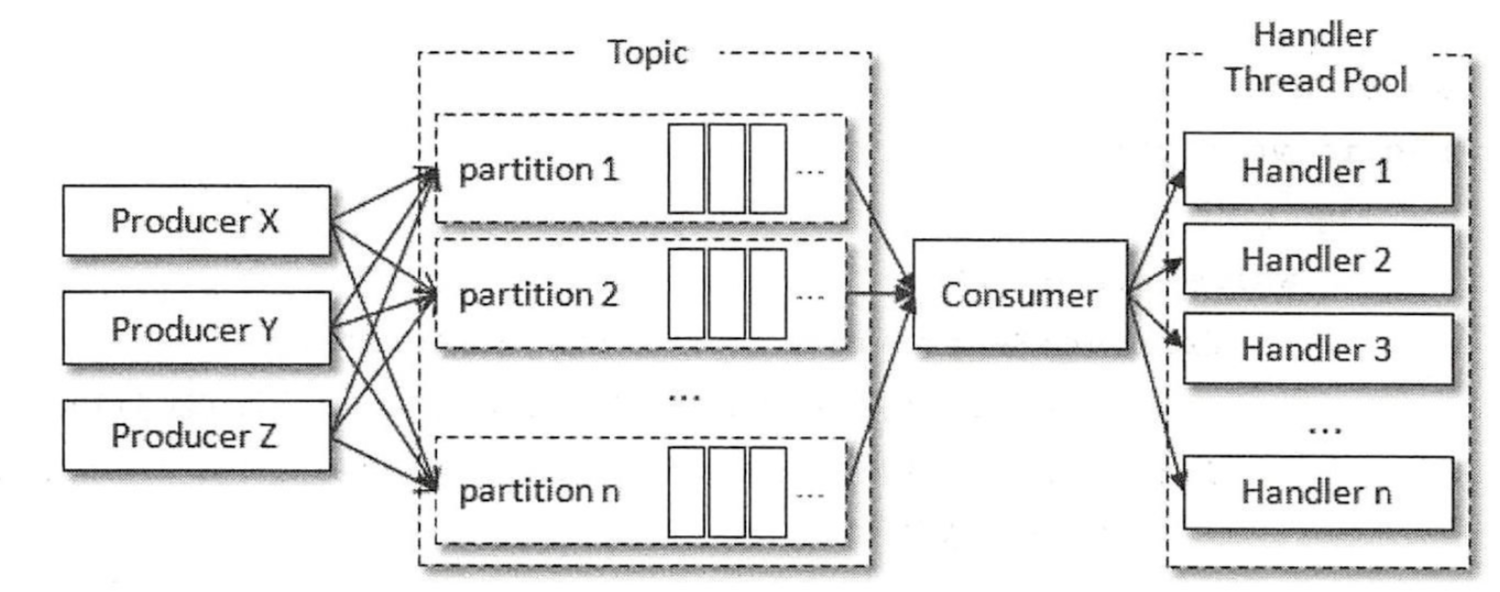 Topic
Handler
Thread Pool
Producer X
Producer Y
Producer Z
partition 1 ...
partition 2 ...
...
partition n ...
Consumer
Handler 1
Handler 2
Handler 3
...
Handler n